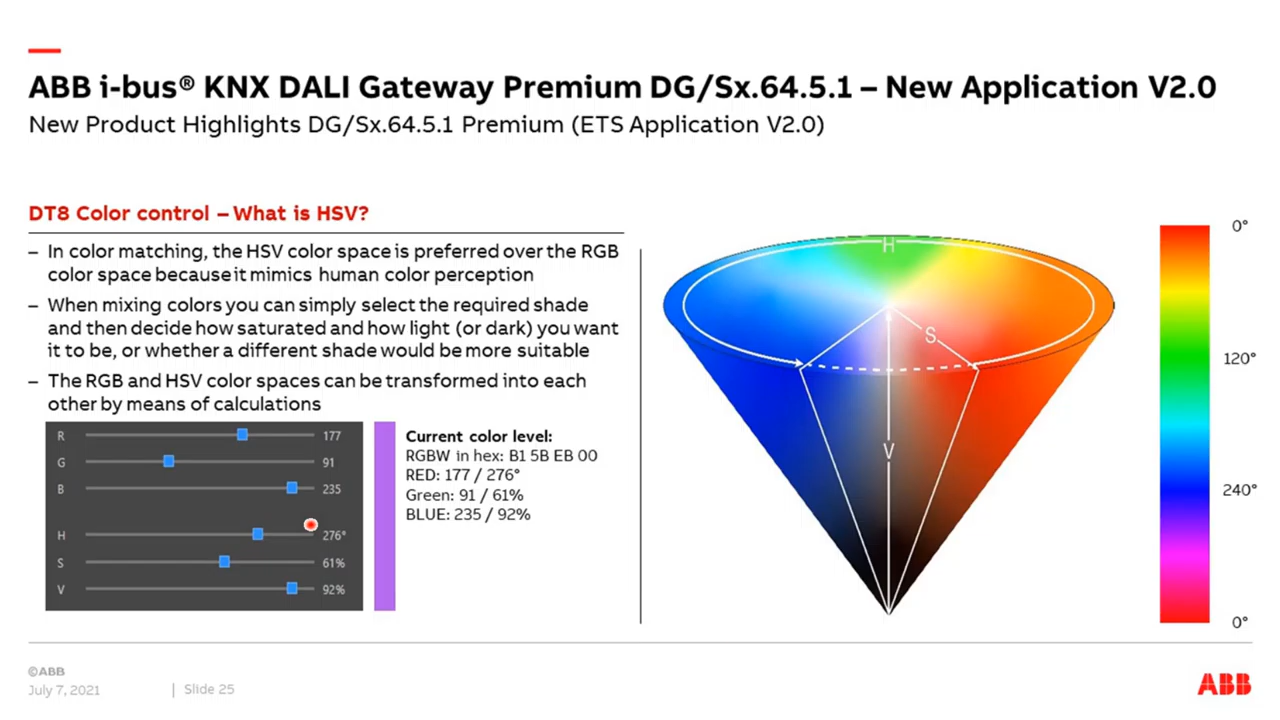 ABB i-bus® KNX DALI Gateway Premium DG/Sx.64.5.1 – New Application V2.0
New Product Highlights DG/Sx.64.5.1 Premium (ETS Application V2.0)
DT8 Color control – What is HSV?
– In color matching, the HSV color space is preferred over the RGB
color space because it mimics human color perception
– When mixing colors you can simply select the required shade
and then decide how saturated and how light (or dark) you want
it to be, or whether a different shade would be more suitable
– The RGB and HSV color spaces can be transformed into each
other by means of calculations
R 177
G 91
B 235
H 276°
S 61%
V 92%
Current color level:
RGBW in hex: B1 5B EB 00
RED: 177 / 276°
Green: 91 / 61%
BLUE: 235 / 92%
H
S
V
0°
120°
240°
0°
©ABB
July 7, 2021 | Slide 25
ABB